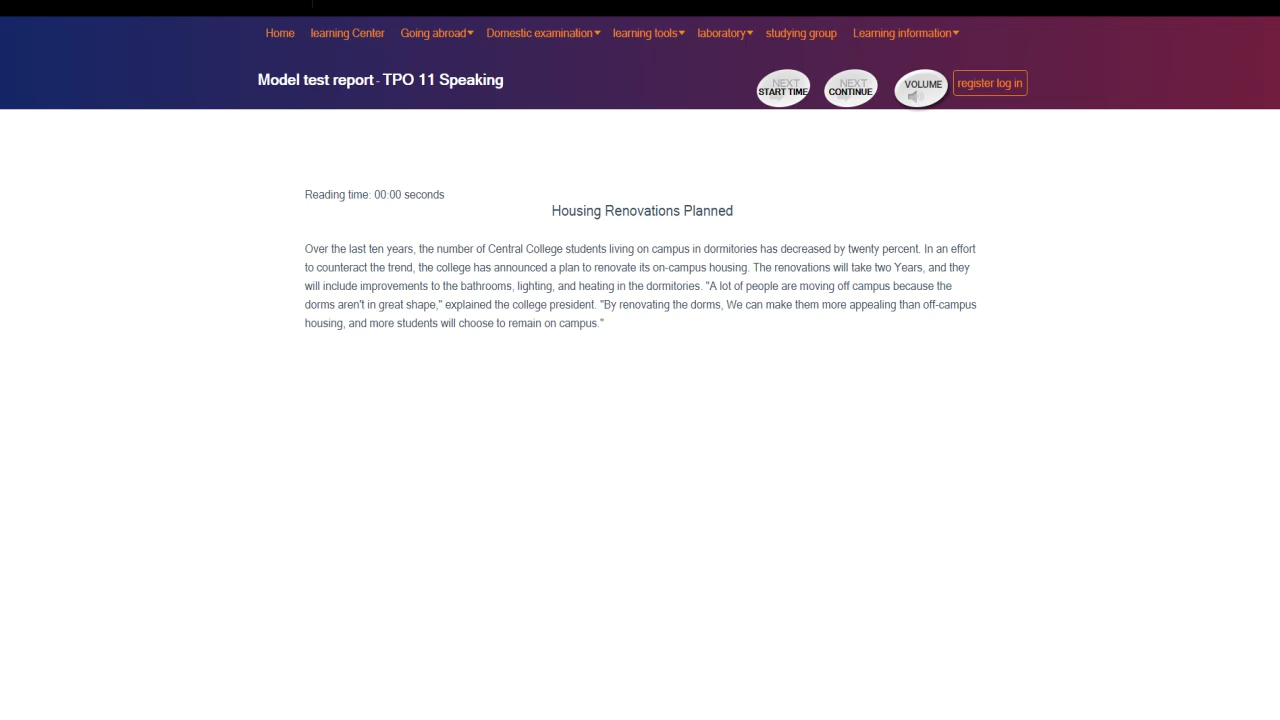 Home learning Center Going abroad Domestic examination learning tools laboratory studying group Learning information
Model test report - TPO 11 Speaking
NEXT START TIME
NEXT CONTINUE
VOLUME
register log in
Reading time: 00:00 seconds
Housing Renovations Planned
Over the last ten years, the number of Central College students living on campus in dormitories has decreased by twenty percent. In an effort
to counteract the trend, the college has announced a plan to renovate its on-campus housing. The renovations will take two Years, and they
will include improvements to the bathrooms, lighting, and heating in the dormitories. "A lot of people are moving off campus because the
dorms aren't in great shape," explained the college president. "By renovating the dorms, We can make them more appealing than off-campus
housing, and more students will choose to remain on campus."